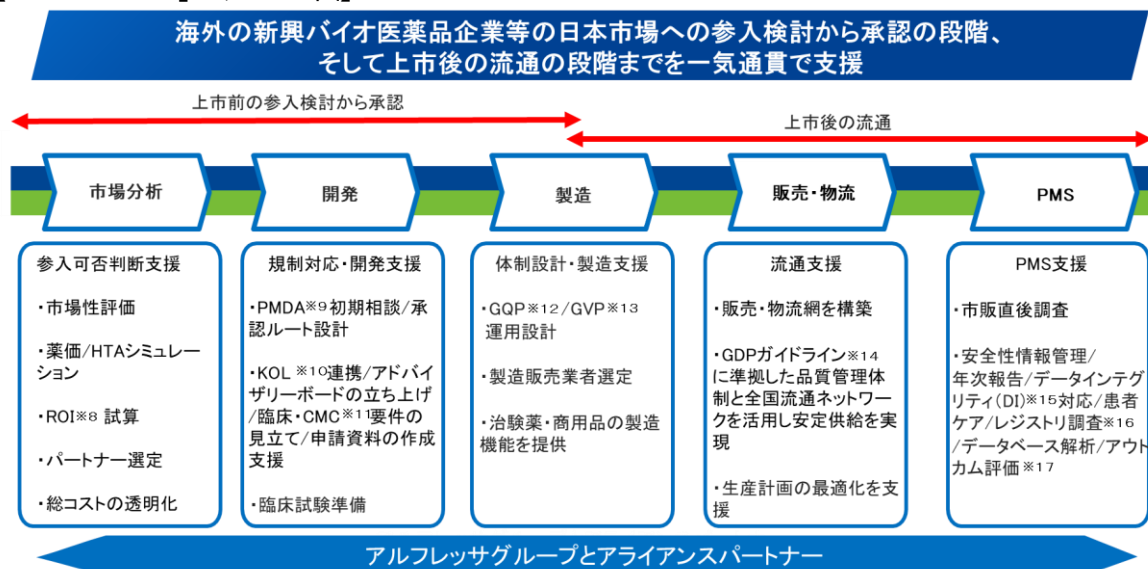 海外の新興バイオ医薬品企業等の日本市場への参入検討から承認の段階、
そして上市後の流通の段階までを一気通貫で支援
上市前の参入検討から承認
上市後の流通
市場分析
開発
製造
販売・物流
PMS
参入可否判断支援
・市場性評価
・薬価/HTAシミュレー
ション
・ROI※8 試算
・パートナー選定
・総コストの透明化
規制対応・開発支援
・PMDA※9初期相談/承
認ルート設計
・KOL ※10連携/アドバイ
ザリーボードの立ち上げ
/臨床・CMC※11要件の
見立て/申請資料の作成
支援
・臨床試験準備
体制設計・製造支援
・GQP※12/GVP※13
運用設計
・製造販売業者選定
・治験薬・商用品の製造
機能を提供
流通支援
・販売・物流網を構築
・GDPガイドライン※14
に準拠した品質管理体
制と全国流通ネットワー
クを活用し安定供給を実
現
・生産計画の最適化を支
援
PMS支援
・市販直後調査
・安全性情報管理/
年次報告/データインテグ
リティ(DI)※15対応/患者
ケア/レジストリ調査※16
/データベース解析/アウト
カム評価※17
アルフレッサグループとアライアンスパートナー